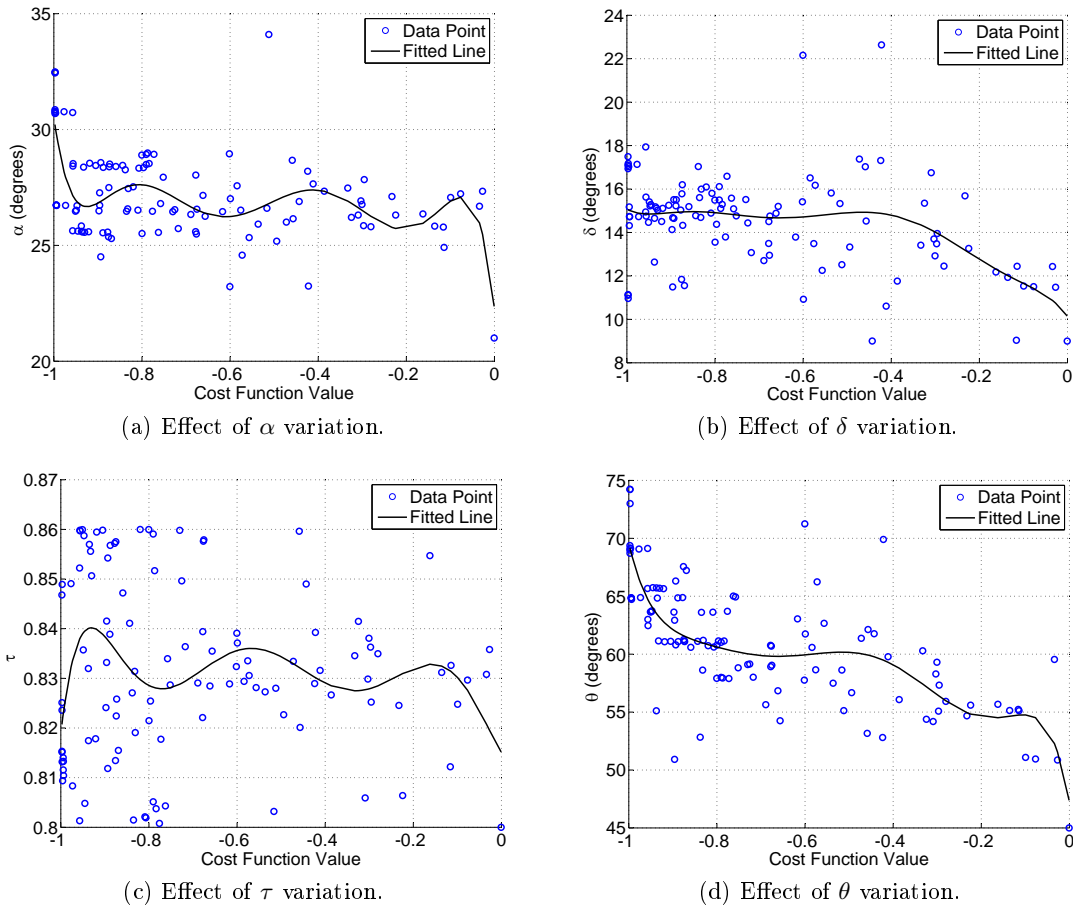 35
30
25
20
α (degrees)
Data Point
Fitted Line
-1 -0.8 -0.6 -0.4 -0.2 0
Cost Function Value
(a) Effect of α variation.
24
22
20
18
16
14
12
10
8
δ (degrees)
Data Point
Fitted Line
-1 -0.8 -0.6 -0.4 -0.2 0
Cost Function Value
(b) Effect of δ variation.
0.87
0.86
0.85
0.84
0.83
0.82
0.81
0.8
τ
Data Point
Fitted Line
-1 -0.8 -0.6 -0.4 -0.2 0
Cost Function Value
(c) Effect of τ variation.
75
70
65
60
55
50
45
θ (degrees)
Data Point
Fitted Line
-1 -0.8 -0.6 -0.4 -0.2 0
Cost Function Value
(d) Effect of θ variation.